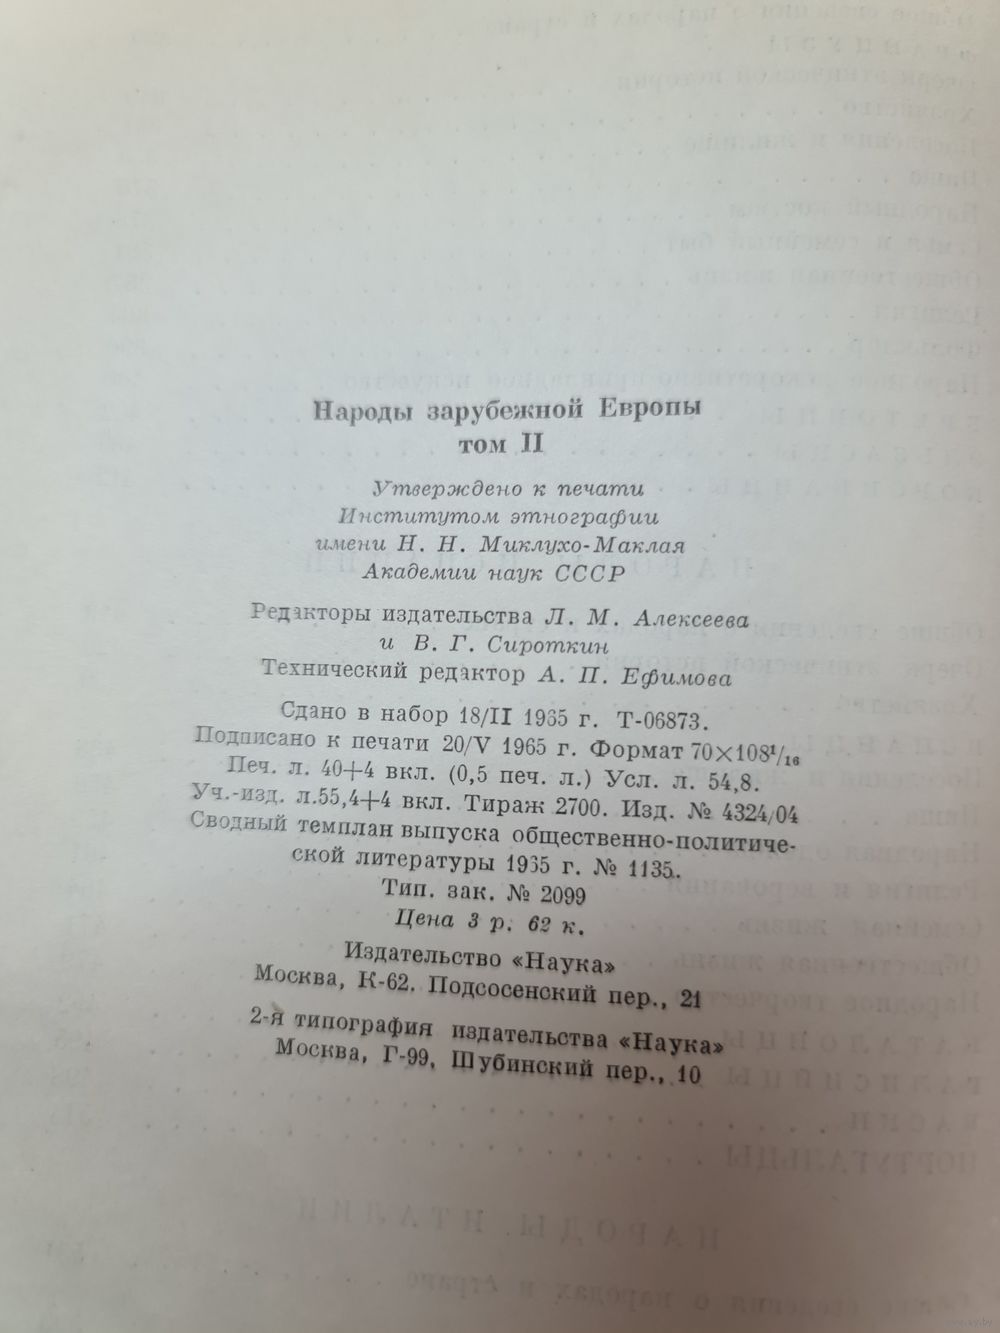 Народы зарубежной Европы
том II
Утверждено к печати
Институтом этнографии
имени Н. Н. Миклухо-Маклая
Академии наук СССР
Редакторы издательства Л. М. Алексеева
и В. Г. Сироткин
Технический редактор А. П. Ефимова
Сдано в набор 18/II 1965 г. Т-06873.
Подписано к печати 20/V 1965 г. Формат 70×108¹/₁₆
Печ. л. 40+4 вкл. (0,5 печ. л.) Усл. л. 54,8.
Уч.-изд. л.55,4+4 вкл. Тираж 2700. Изд. № 4324/04
Сводный темплан выпуска общественно-политиче-
ской литературы 1965 г. № 1135.
Тип. зак. № 2099
Цена 3 р. 62 к.
Издательство «Наука»
Москва, К-62. Подсосенский пер., 21
2-я типография издательства «Наука»
Москва, Г-99, Шубинский пер., 10